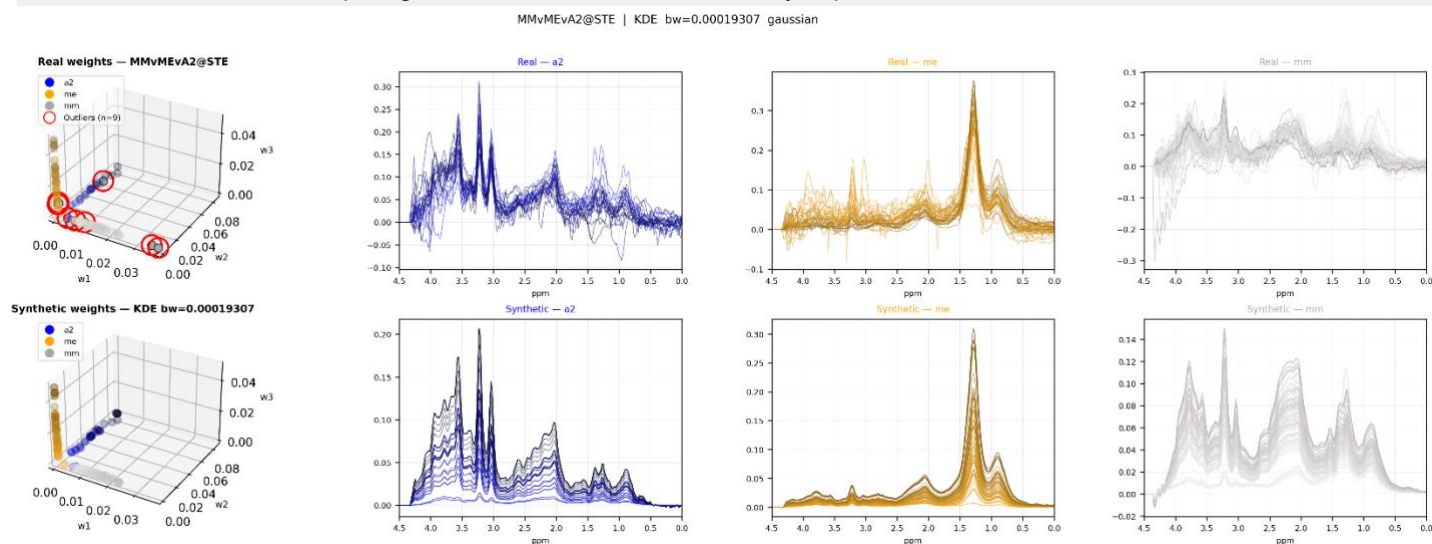 MMvMEvA2@STE | KDE bw=0.00019307 gaussian
Real weights — MMvMEvA2@STE
a2
me
mm
Outliers (n=9)
0.04
0.02
0.00
w3
0.08
0.06
0.04
0.02
0.00
w2
0.00
0.01
0.02
0.03
w1
Real — a2
0.30
0.25
0.20
0.15
0.10
0.05
0.00
−0.05
−0.10
4.5 4.0 3.5 3.0 2.5 2.0 1.5 1.0 0.5 0.0
ppm
Real — me
0.3
0.2
0.1
0.0
−0.1
4.5 4.0 3.5 3.0 2.5 2.0 1.5 1.0 0.5 0.0
ppm
Real — mm
0.3
0.2
0.1
0.0
−0.1
−0.2
−0.3
4.5 4.0 3.5 3.0 2.5 2.0 1.5 1.0 0.5 0.0
ppm
Synthetic weights — KDE bw=0.00019307
a2
me
mm
0.04
0.02
0.00
w3
0.08
0.06
0.04
0.02
0.00
w2
0.00
0.01
0.02
0.03
w1
Synthetic — a2
0.20
0.15
0.10
0.05
0.00
4.5 4.0 3.5 3.0 2.5 2.0 1.5 1.0 0.5 0.0
ppm
Synthetic — me
0.30
0.25
0.20
0.15
0.10
0.05
0.00
4.5 4.0 3.5 3.0 2.5 2.0 1.5 1.0 0.5 0.0
ppm
Synthetic — mm
0.14
0.12
0.10
0.08
0.06
0.04
0.02
0.00
−0.02
4.5 4.0 3.5 3.0 2.5 2.0 1.5 1.0 0.5 0.0
ppm